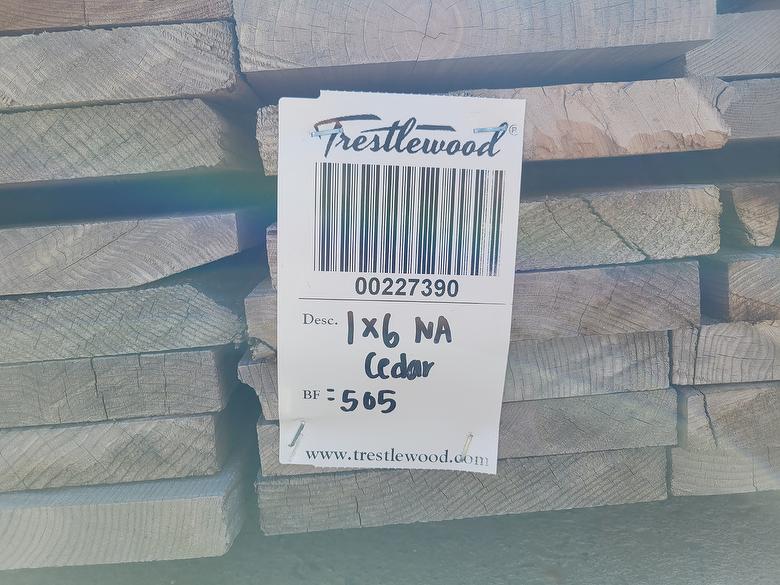 Trestlewood®
00227390
Desc. 1x6 NA
Cedar
BF = 505
www.trestlewood.com